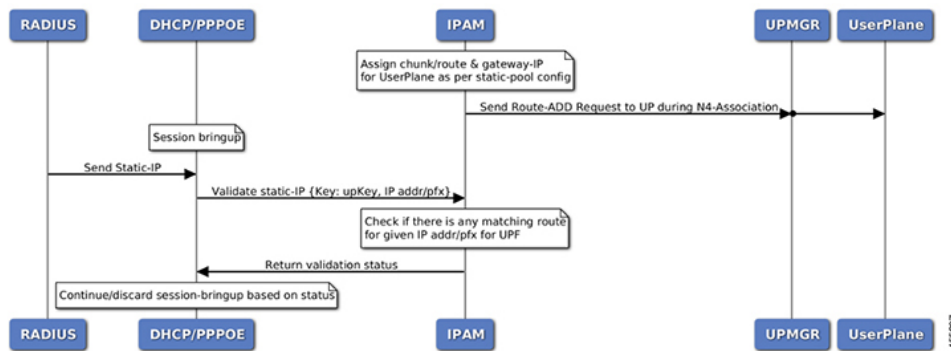 RADIUS
DHCP/PPPOE
IPAM
UPMGR
UserPlane
Assign chunk/route & gateway-IP
for UserPlane as per static-pool config
Send Route-ADD Request to UP during N4-Association
Session bringup
Send Static-IP
Validate static-IP {Key: upKey, IP addr/pfx}
Check if there is any matching route
for given IP addr/pfx for UPF
Return validation status
Continue/discard session-bringup based on status
RADIUS
DHCP/PPPOE
IPAM
UPMGR
UserPlane